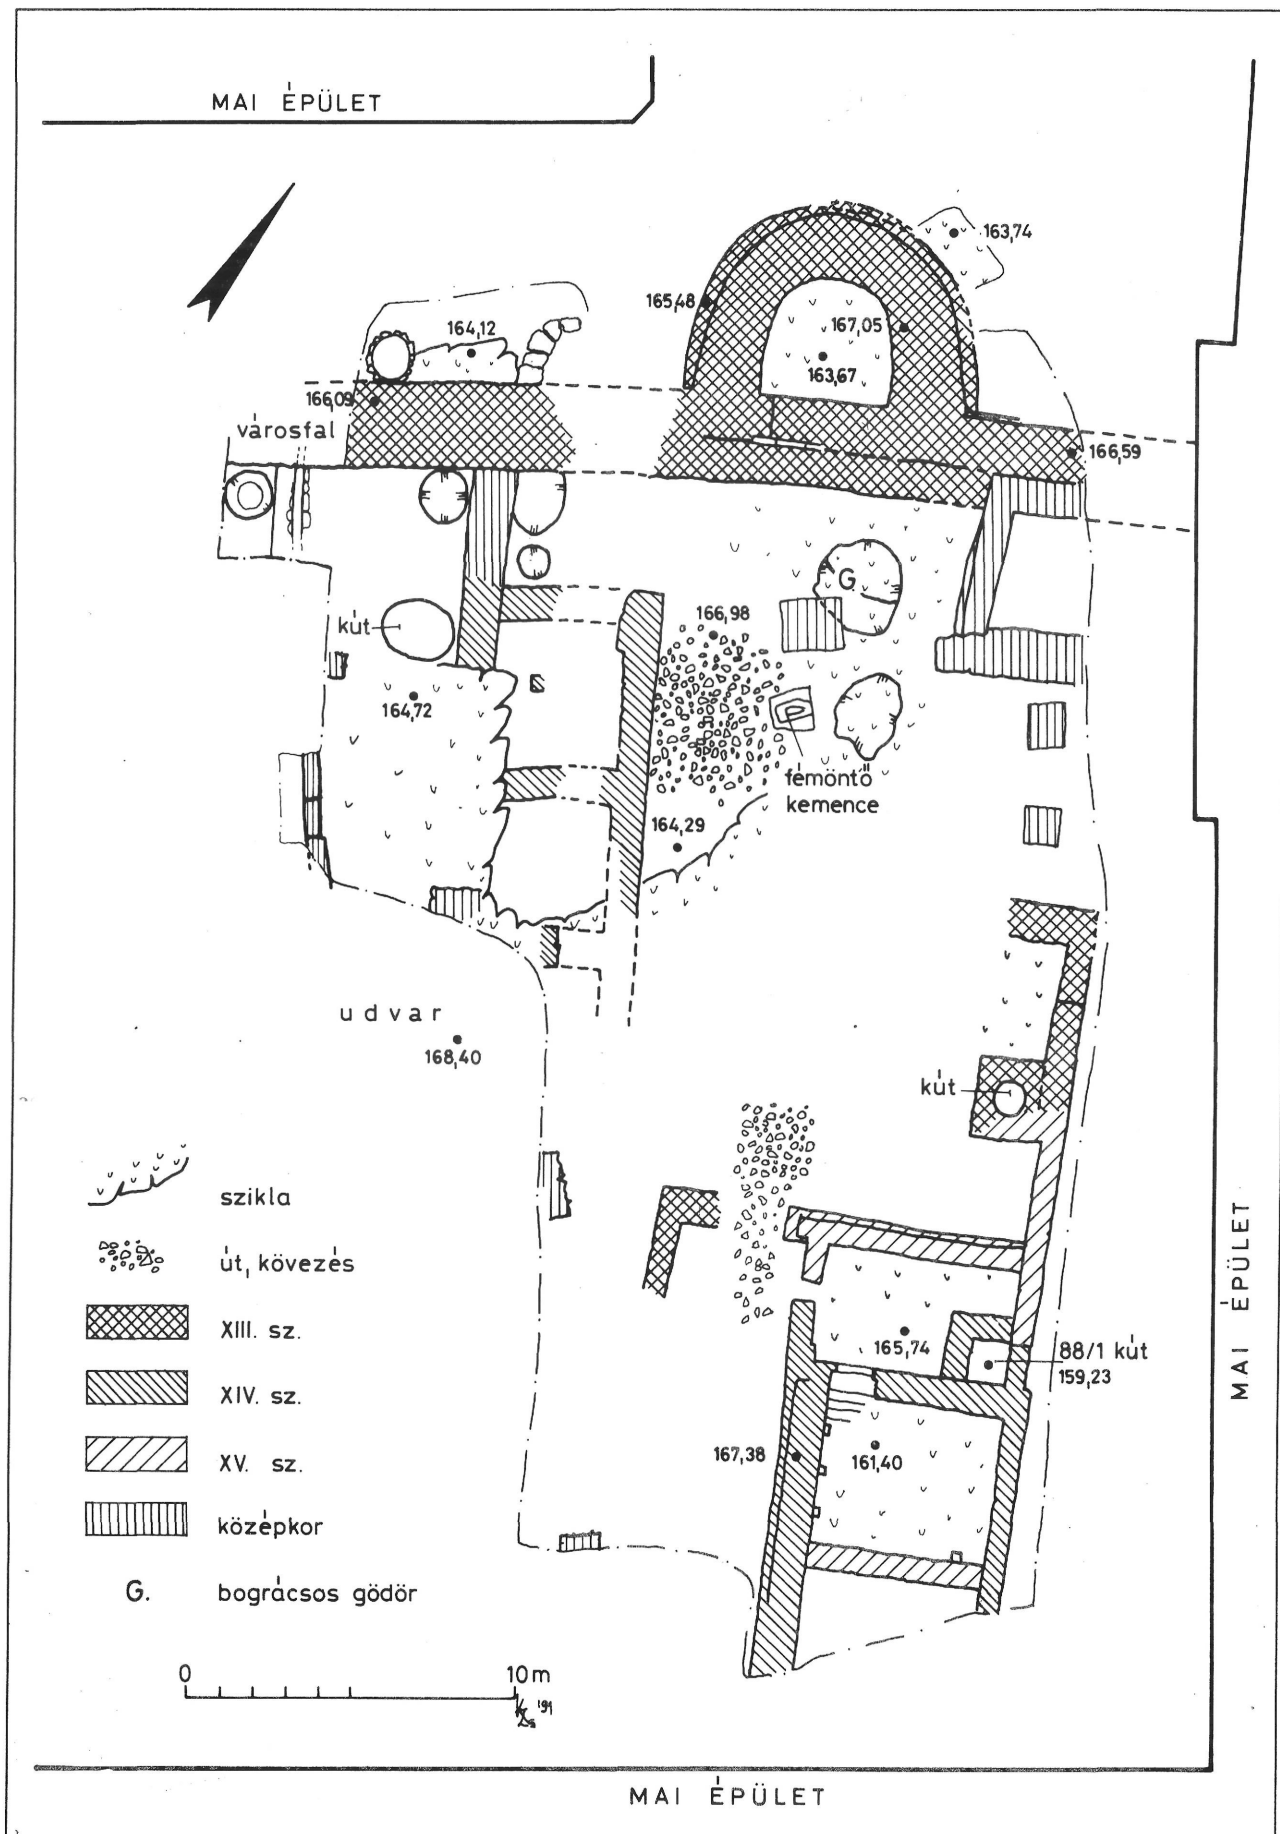 MAI ÉPÜLET
163,74
165,48
167,05
164,12
163,67
166,09
városfal
166,59
G
166,98
kút
164,72
fémöntő
kemence
164,29
udvar
168,40
kút
szikla
út, kövezés
XIII. sz.
165,74
88/1 kút
159,23
MAI ÉPÜLET
XIV. sz.
XV. sz.
167,38
161,40
középkor
G. bográcsos gödör
0 10m
'91
MAI ÉPÜLET